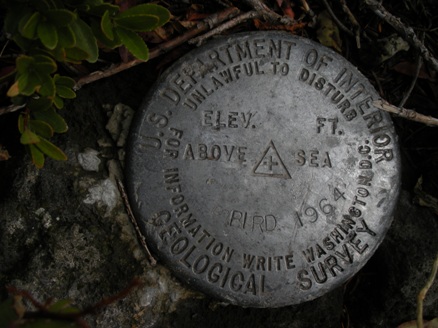 U.S. DEPARTMENT OF INTERIOR
UNLAWFUL TO DISTURB
ELEV. FT.
ABOVE SEA
BIRD. 1964
FOR INFORMATION WRITE WASHINGTON D.C.
GEOLOGICAL SURVEY